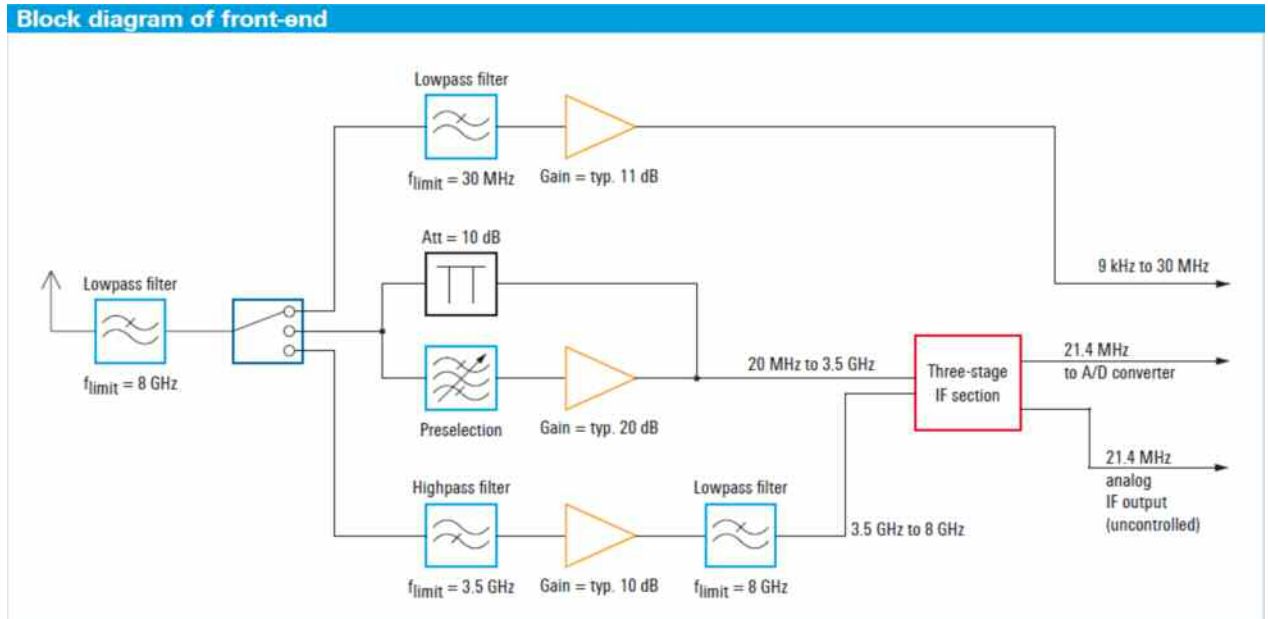 Block diagram of front-end
Lowpass filter
flimit = 30 MHz
Gain = typ. 11 dB
Att = 10 dB
9 kHz to 30 MHz
Lowpass filter
flimit = 8 GHz
20 MHz to 3.5 GHz
Three-stage
IF section
21.4 MHz
to A/D converter
Preselection
Gain = typ. 20 dB
21.4 MHz
analog
IF output
(uncontrolled)
Highpass filter
Lowpass filter
3.5 GHz to 8 GHz
flimit = 3.5 GHz
Gain = typ. 10 dB
flimit = 8 GHz